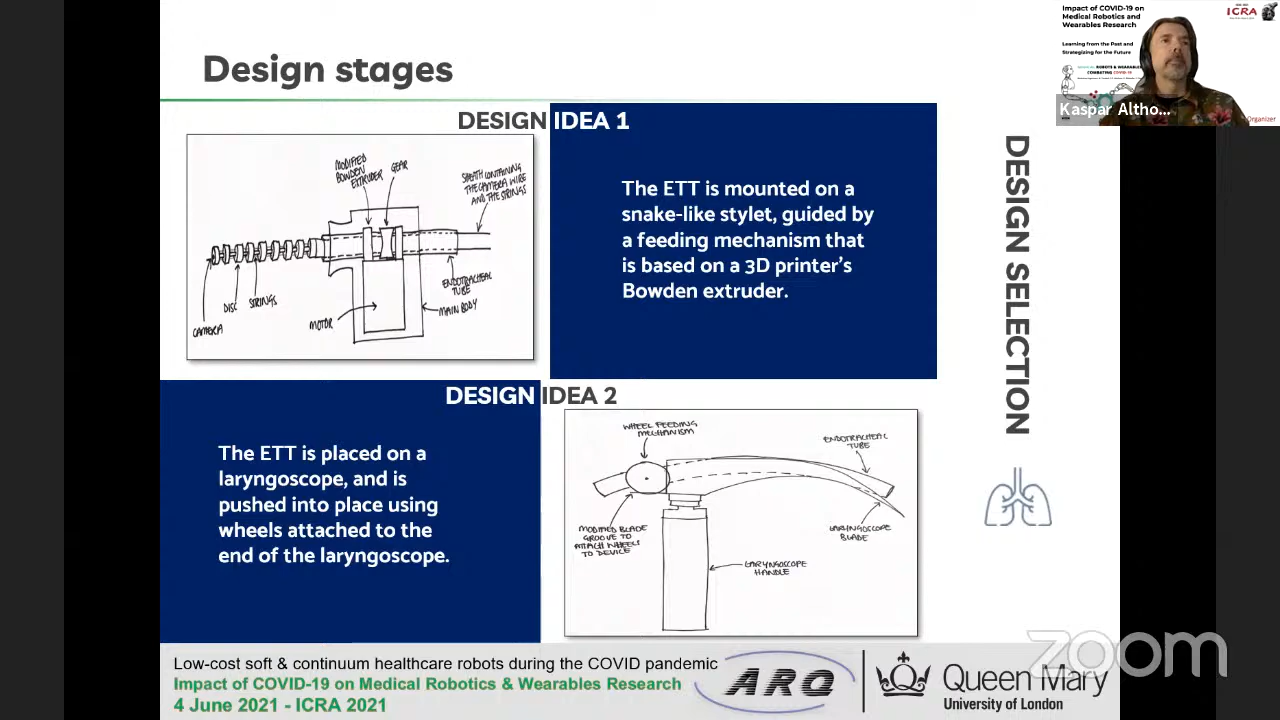 Design stages
DESIGN IDEA 1
MODIFIED
BOWDEN
EXTRUDER
GEAR
SHEATH CONTAINING
THE CAMERA WIRE
AND THE STRINGS
CAMERA
DISC
STRINGS
MOTOR
MAIN BODY
ENDOTRACHEAL
TUBE
The ETT is mounted on a
snake-like stylet, guided by
a feeding mechanism that
is based on a 3D printer's
Bowden extruder.
DESIGN IDEA 2
The ETT is placed on a
laryngoscope, and is
pushed into place using
wheels attached to the
end of the laryngoscope.
WHEEL FEEDING
MECHANISM
ENDOTRACHEAL
TUBE
MODIFIED BLADE
GROOVE TO
ATTACH WHEELS
TO DEVICE
LARYNGOSCOPE
BLADE
LARYNGOSCOPE
HANDLE
DESIGN SELECTION
Impact of COVID-19 on
Medical Robotics and
Wearables Research
Learning from the Past and
Strategizing for the Future
COMBATING COVID-19
ICRA
Kaspar Altho...
Organizer
Low-cost soft & continuum healthcare robots during the COVID pandemic
Impact of COVID-19 on Medical Robotics & Wearables Research
4 June 2021 - ICRA 2021
ARQ
Queen Mary
University of London
zoom